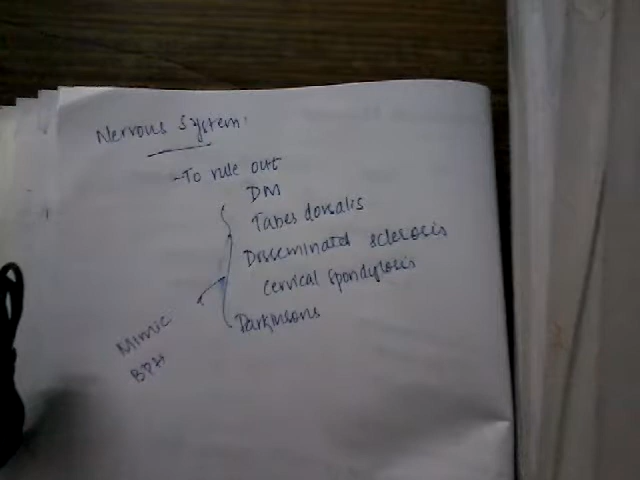 Nervous System:
-To rule out
DM
Tabes dorsalis
Disseminated sclerosis
Cervical Spondylosis
Parkinsons
Mimic
BPH